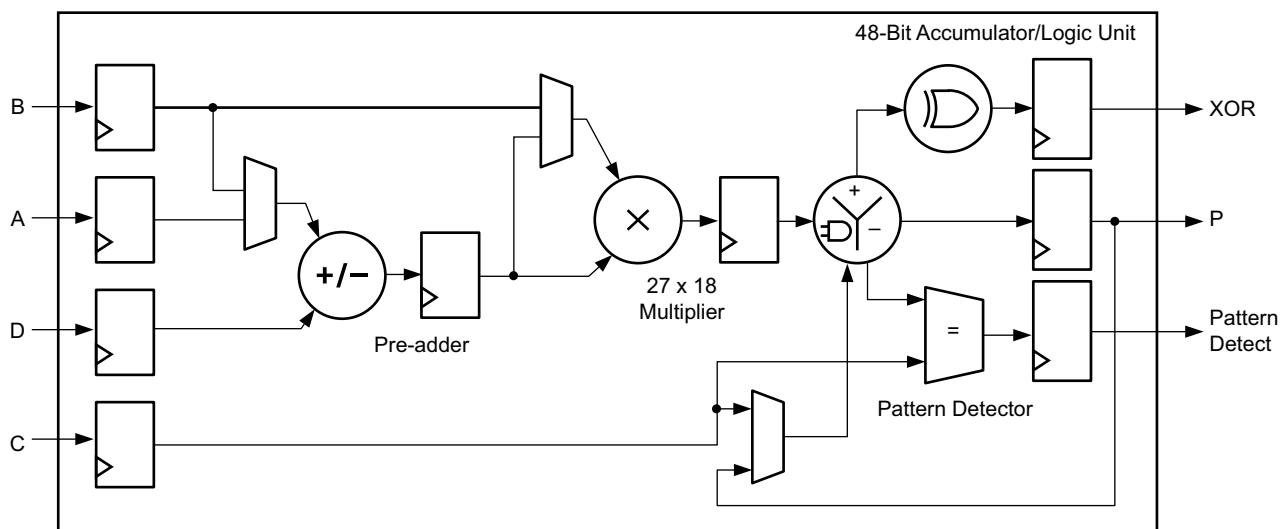 48-Bit Accumulator/Logic Unit
B
XOR
A
+
–
P
×
+/–
27 x 18
Multiplier
D
Pre-adder
=
Pattern
Detect
Pattern Detector
C